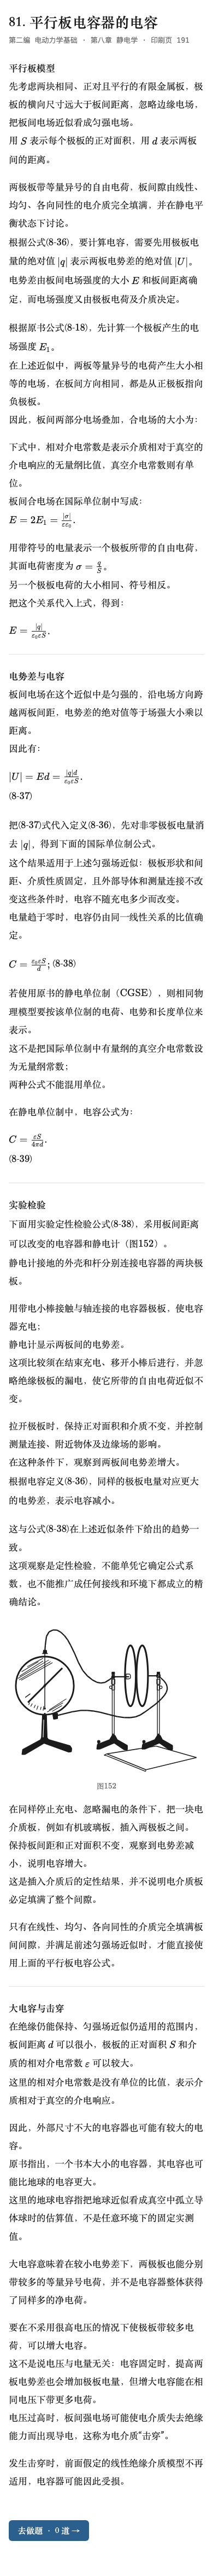 81. 平行板电容器的电容
第二编 电动力学基础 · 第八章 静电学 · 印刷页 191
平行板模型
先考虑两块相同、正对且平行的有限金属板，极
板的横向尺寸远大于板间距离，忽略边缘电场，
把板间电场近似看成匀强电场。
用 S 表示每个极板的正对面积，用 d 表示两板
间的距离。
两极板带等量异号的自由电荷，板间隙由线性、
均匀、各向同性的电介质完全填满，并在静电平
衡状态下讨论。
根据公式(8-36)，要计算电容，需要先用极板电
量的绝对值 |q| 表示两板电势差的绝对值 |U|。
电势差由板间电场强度的大小 E 和板间距离确
定，而电场强度又由极板电荷及介质决定。
根据原书公式(8-18)，先计算一个极板产生的电
场强度 E₁。
在上述近似中，两板等量异号的电荷产生大小相
等的电场，在板间方向相同，都是从正极板指向
负极板。
因此，板间两部分电场叠加，合电场的大小为：
下式中，相对介电常数是表示介质相对于真空的
介电响应的无量纲比值，真空介电常数则有单
位。
板间合电场在国际单位制中写成：
E = 2E₁ = |σ|/(εε₀).
用带符号的电量表示一个极板所带的自由电荷，
其面电荷密度为 σ = q/S。
另一个极板电荷的大小相同、符号相反。
把这个关系代入上式，得到：
E = |q|/(ε₀εS).
电势差与电容
板间电场在这个近似中是匀强的，沿电场方向跨
越两板间距，电势差的绝对值等于场强大小乘以
距离。
因此有：
|U| = Ed = |q|d/(ε₀εS).
(8-37)
把(8-37)式代入定义(8-36)，先对非零极板电量消
去 |q|，得到下面的国际单位制公式。
这个结果适用于上述匀强场近似：极板形状和间
距、介质性质固定，且外部导体和测量连接不改
变这些条件时，电容不随充电多少而改变。
电量趋于零时，电容仍由同一线性关系的比值确
定。
C = ε₀εS/d; (8-38)
若使用原书的静电单位制（CGSE），则相同物
理模型要按该单位制的电荷、电势和长度单位来
表示。
这不是把国际单位制中有量纲的真空介电常数设
为无量纲常数；
两种公式不能混用单位。
在静电单位制中，电容公式为：
C = εS/(4πd).
(8-39)
实验检验
下面用实验定性检验公式(8-38)，采用板间距离
可以改变的电容器和静电计（图152）。
静电计接地的外壳和杆分别连接电容器的两块极
板。
用带电小棒接触与轴连接的电容器极板，使电容
器充电；
静电计显示两板间的电势差。
这项比较须在结束充电、移开小棒后进行，并忽
略绝缘极板的漏电，使它所带的自由电荷近似不
变。
拉开极板时，保持正对面积和介质不变，并控制
测量连接、附近物体及边缘场的影响。
在这种条件下，观察到两板间电势差增大。
根据电容定义(8-36)，同样的极板电量对应更大
的电势差，表示电容减小。
这与公式(8-38)在上述近似条件下给出的趋势一
致。
这项观察是定性检验，不能单凭它确定公式系
数，也不能推广成任何接线和环境下都成立的精
确结论。
图152
在同样停止充电、忽略漏电的条件下，把一块电
介质板，例如有机玻璃板，插入两极板之间。
保持板间距和正对面积不变，观察到电势差减
小，说明电容增大。
这是插入介质后的定性结果，并不说明电介质板
必定填满了整个间隙。
只有在线性、均匀、各向同性的介质完全填满板
间间隙，并满足前述匀强场近似时，才能直接使
用上面的平行板电容公式。
大电容与击穿
在绝缘仍能保持、匀强场近似仍适用的范围内，
板间距离 d 可以很小，极板的正对面积 S 和介
质的相对介电常数 ε 可以较大。
这里的相对介电常数是没有单位的比值，表示介
质相对于真空的介电响应。
因此，外部尺寸不大的电容器也可能有较大的电
容。
原书指出，一个书本大小的电容器，其电容也可
能比地球的电容更大。
这里的地球电容指把地球近似看成真空中孤立导
体球时的估算值，不是任意环境下的固定实测
值。
大电容意味着在较小电势差下，两极板也能分别
带较多的等量异号电荷，并不是电容器整体获得
了同样多的净电荷。
要在不采用很高电压的情况下使极板带较多电
荷，可以增大电容。
这不是说电压与电量无关：电容固定时，提高两
板电势差也会增加极板电量，但增大电容能在相
同电压下带更多电荷。
电压过高时，板间强电场可能使电介质失去绝缘
能力而出现导电，这称为电介质“击穿”。
发生击穿时，前面假定的线性绝缘介质模型不再
适用，电容器可能因此受损。
去做题 · 0 道 →